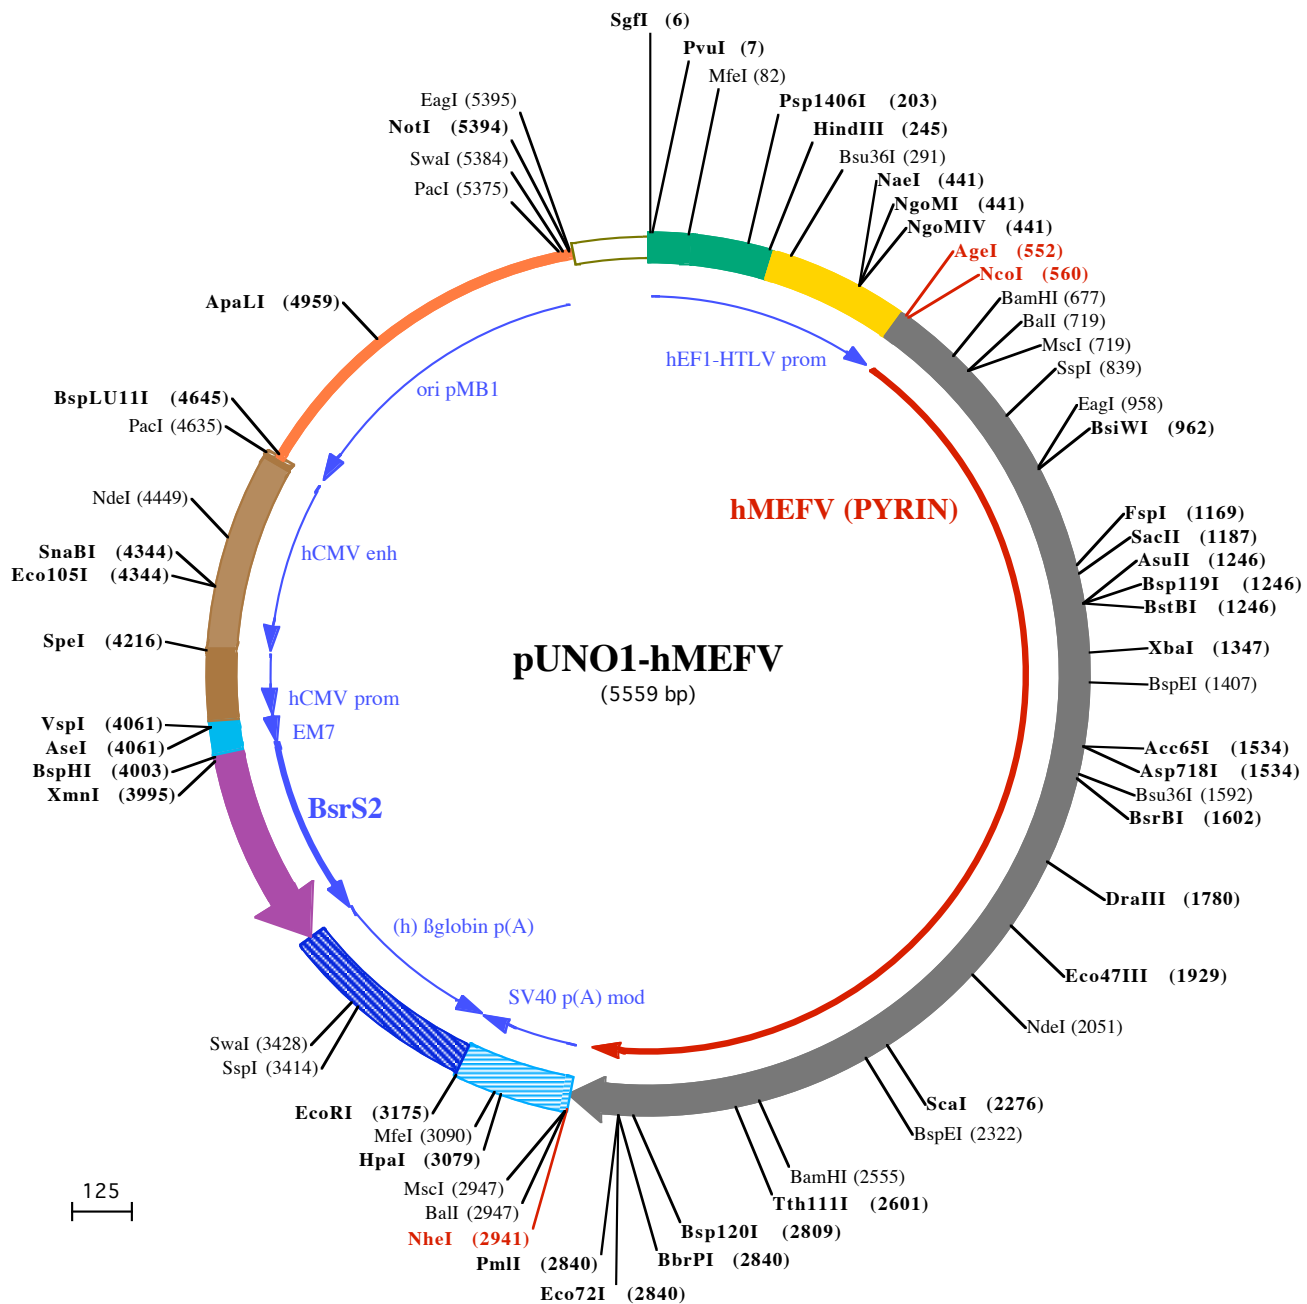 SgfI (6)
PvuI (7)
MfeI (82)
Psp1406I (203)
HindIII (245)
Bsu36I (291)
NaeI (441)
NgoMI (441)
NgoMIV (441)
AgeI (552)
NcoI (560)
BamHI (677)
BalI (719)
MscI (719)
SspI (839)
EagI (958)
BsiWI (962)
FspI (1169)
SacII (1187)
AsuII (1246)
Bsp119I (1246)
BstBI (1246)
XbaI (1347)
BspEI (1407)
Acc65I (1534)
Asp718I (1534)
Bsu36I (1592)
BsrBI (1602)
DraIII (1780)
Eco47III (1929)
NdeI (2051)
ScaI (2276)
BspEI (2322)
BamHI (2555)
Tth111I (2601)
Bsp120I (2809)
BbrPI (2840)
Eco72I (2840)
PmlI (2840)
NheI (2941)
BalI (2947)
MscI (2947)
HpaI (3079)
MfeI (3090)
EcoRI (3175)
SspI (3414)
SwaI (3428)
XmnI (3995)
BspHI (4003)
AseI (4061)
VspI (4061)
SpeI (4216)
Eco105I (4344)
SnaBI (4344)
NdeI (4449)
PacI (4635)
BspLU11I (4645)
ApaLI (4959)
PacI (5375)
SwaI (5384)
NotI (5394)
EagI (5395)
hEF1-HTLV prom
ori pMB1
hMEFV (PYRIN)
hCMV enh
pUNO1-hMEFV
(5559 bp)
hCMV prom
EM7
BsrS2
(h) ßglobin p(A)
SV40 p(A) mod
125